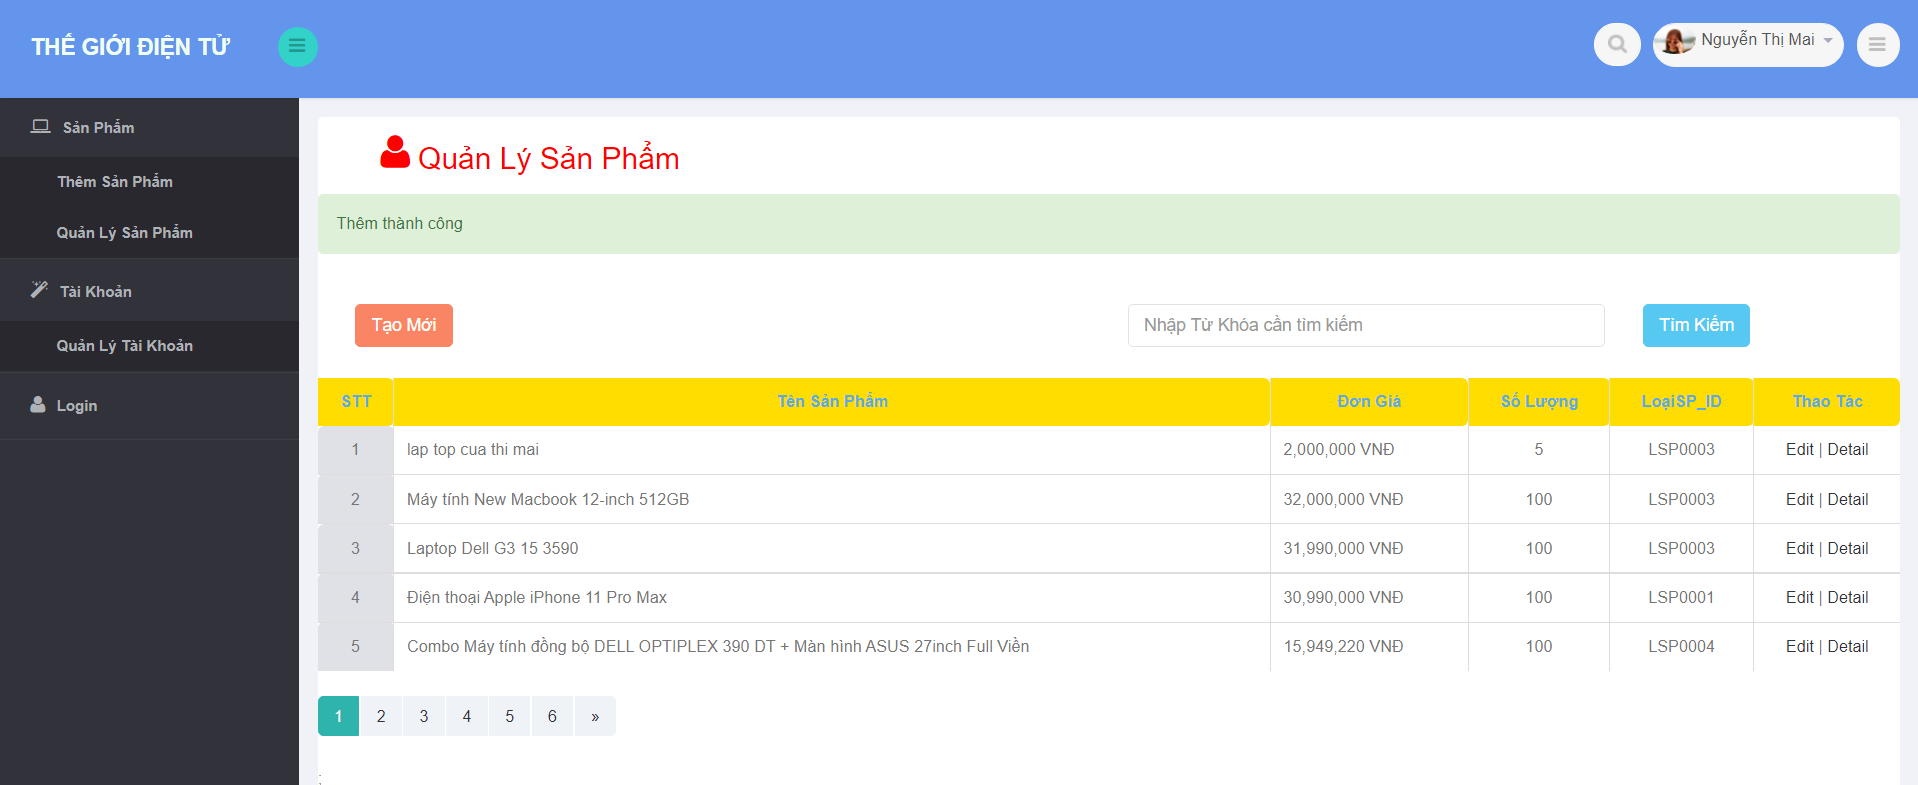 THẾ GIỚI ĐIỆN TỬ
Nguyễn Thị Mai
Sản Phẩm
Thêm Sản Phẩm
Quản Lý Sản Phẩm
Tài Khoản
Quản Lý Tài Khoản
Login
Quản Lý Sản Phẩm
Thêm thành công
Tạo Mới
Nhập Từ Khóa cần tìm kiếm
Tìm Kiếm
STT Tên Sản Phẩm Đơn Giá Số Lượng LoạiSP_ID Thao Tác
1 lap top cua thi mai 2,000,000 VNĐ 5 LSP0003 Edit | Detail
2 Máy tính New Macbook 12-inch 512GB 32,000,000 VNĐ 100 LSP0003 Edit | Detail
3 Laptop Dell G3 15 3590 31,990,000 VNĐ 100 LSP0003 Edit | Detail
4 Điện thoại Apple iPhone 11 Pro Max 30,990,000 VNĐ 100 LSP0001 Edit | Detail
5 Combo Máy tính đồng bộ DELL OPTIPLEX 390 DT + Màn hình ASUS 27inch Full Viền 15,949,220 VNĐ 100 LSP0004 Edit | Detail
1 2 3 4 5 6 »
;